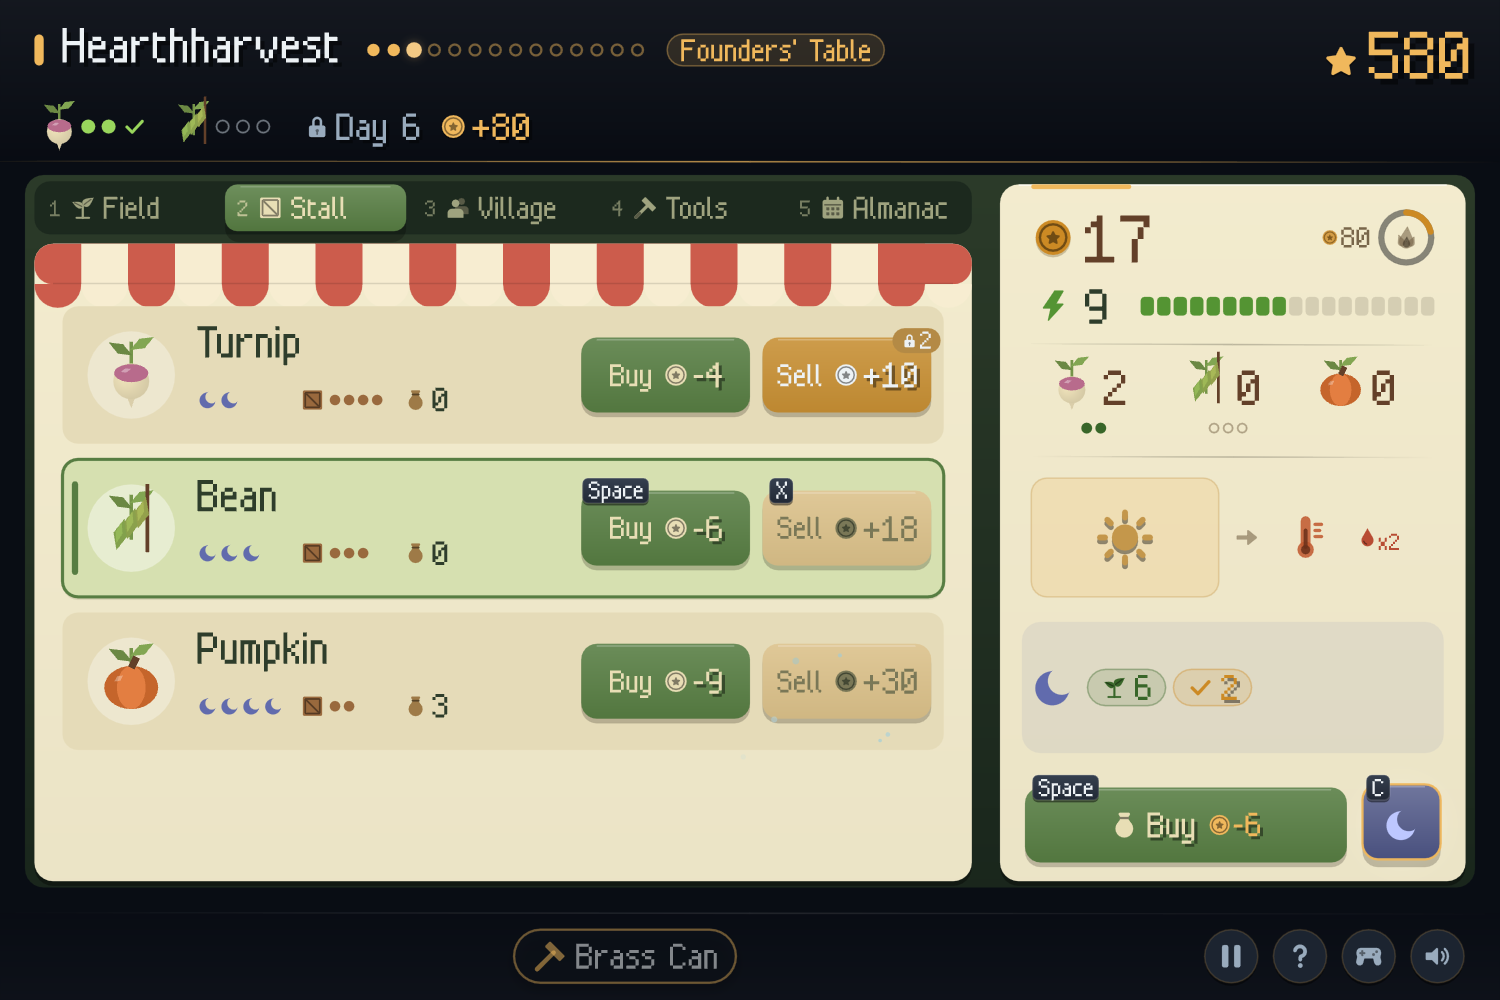 Hearthharvest
Founders' Table
580
Day 6
+80
1 Field
2 Stall
3 Village
4 Tools
5 Almanac
Turnip
0
Buy -4
Sell +10
2
Bean
0
Space
Buy -6
X
Sell +18
Pumpkin
3
Buy -9
Sell +30
17
80
9
2
0
0
x2
6
2
Space
Buy -6
C
Brass Can
?